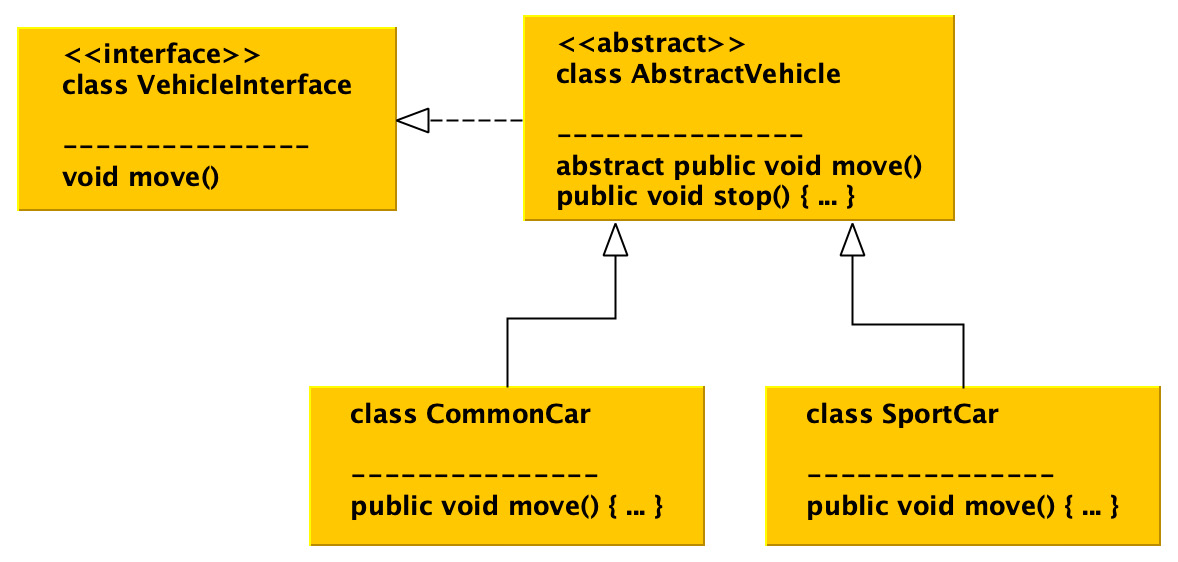 <<interface>>
class VehicleInterface
---------------
void move()
<<abstract>>
class AbstractVehicle
---------------
abstract public void move()
public void stop() { ... }
class CommonCar
---------------
public void move() { ... }
class SportCar
---------------
public void move() { ... }